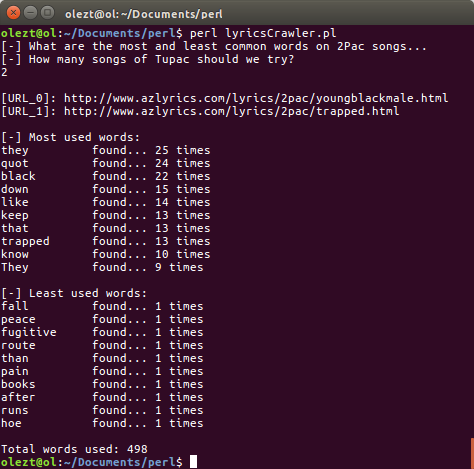 olezt@ol: ~/Documents/perl
olezt@ol:~/Documents/perl$ perl lyricsCrawler.pl
[-] What are the most and least common words on 2Pac songs...
[-] How many songs of Tupac should we try?
2
[URL_0]: http://www.azlyrics.com/lyrics/2pac/youngblackmale.html
[URL_1]: http://www.azlyrics.com/lyrics/2pac/trapped.html
[-] Most used words:
they found... 25 times
quot found... 24 times
black found... 22 times
down found... 15 times
like found... 14 times
keep found... 13 times
that found... 13 times
trapped found... 13 times
know found... 10 times
They found... 9 times
[-] Least used words:
fall found... 1 times
peace found... 1 times
fugitive found... 1 times
route found... 1 times
than found... 1 times
pain found... 1 times
books found... 1 times
after found... 1 times
runs found... 1 times
hoe found... 1 times
Total words used: 498
olezt@ol:~/Documents/perl$